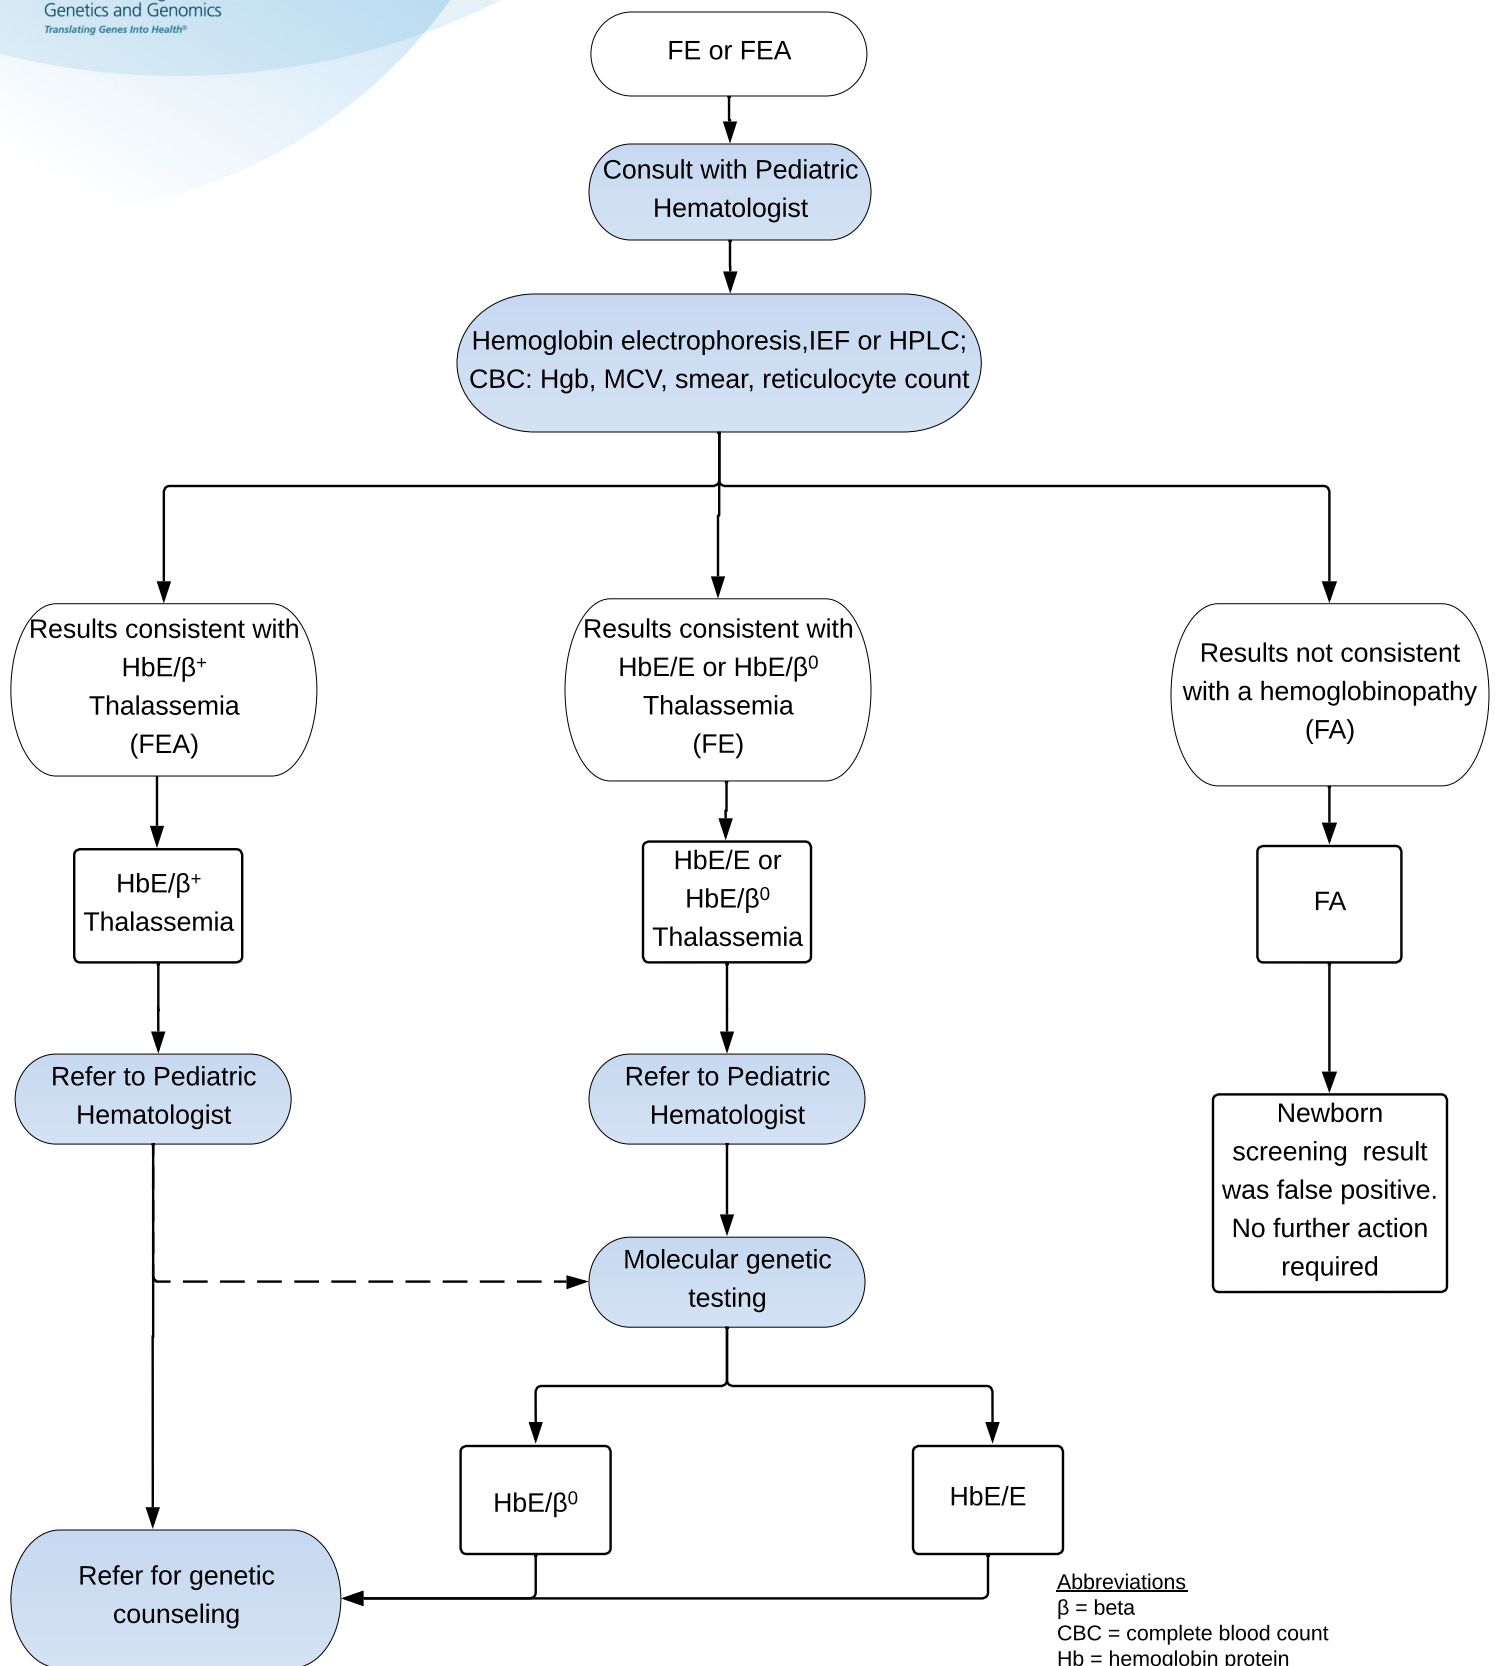 Genetics and Genomics
Translating Genes Into Health®
FE or FEA
Consult with Pediatric
Hematologist
Hemoglobin electrophoresis,IEF or HPLC;
CBC: Hgb, MCV, smear, reticulocyte count
Results consistent with
HbE/β⁺
Thalassemia
(FEA)
Results consistent with
HbE/E or HbE/β⁰
Thalassemia
(FE)
Results not consistent
with a hemoglobinopathy
(FA)
HbE/β⁺
Thalassemia
HbE/E or
HbE/β⁰
Thalassemia
FA
Refer to Pediatric
Hematologist
Refer to Pediatric
Hematologist
Newborn
screening  result
was false positive.
No further action
required
Molecular genetic
testing
HbE/β⁰
HbE/E
Refer for genetic
counseling
Abbreviations
β = beta
CBC = complete blood count
Hb = hemoglobin protein